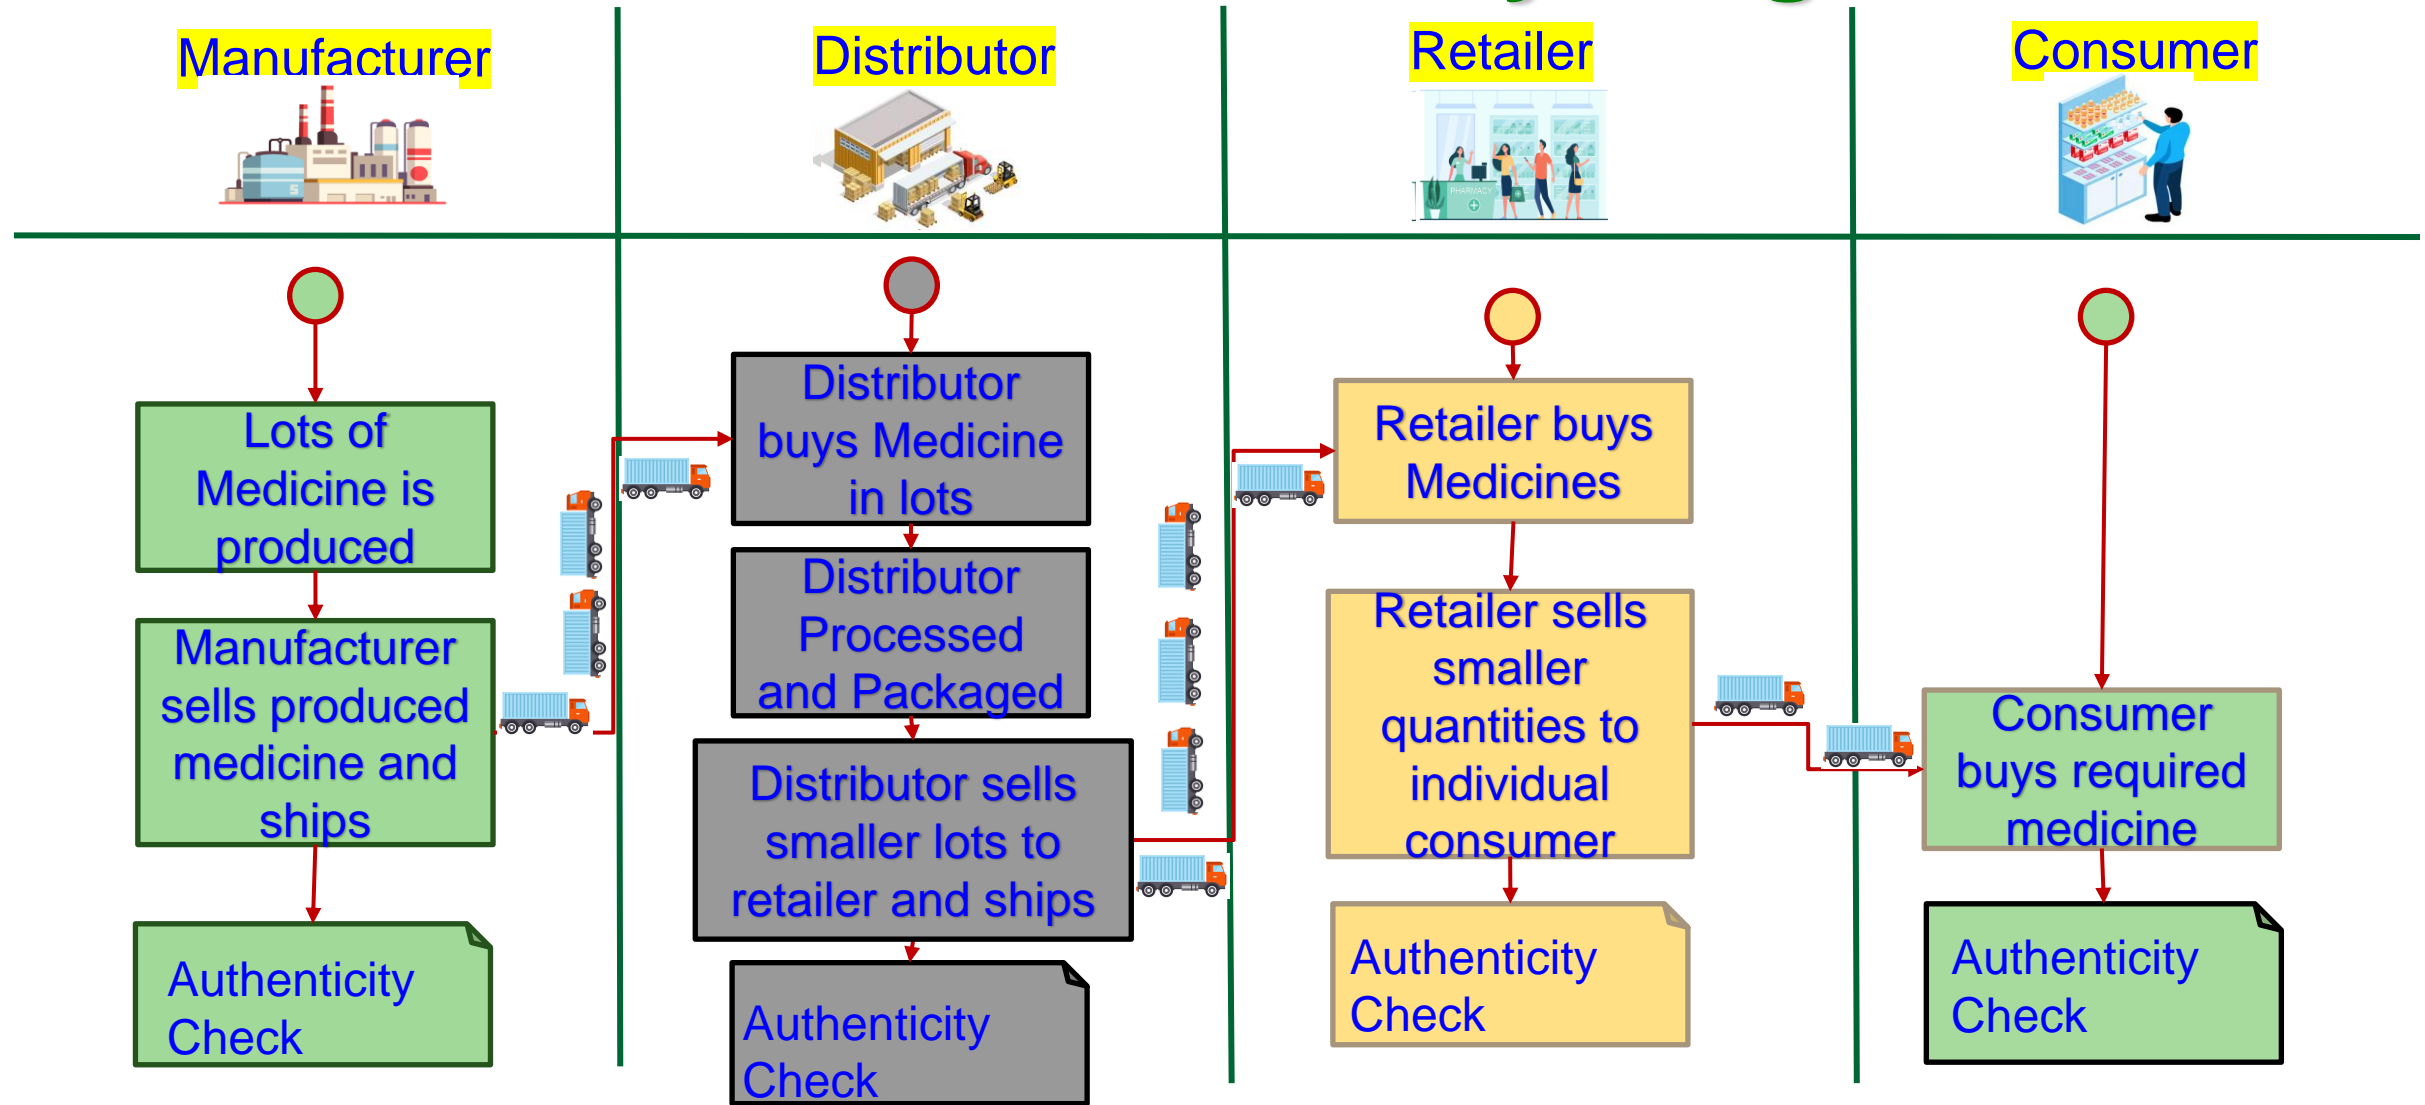 Manufacturer
Distributor
Retailer
Consumer
PHARMACY
Lots of
Medicine is
produced
Manufacturer
sells produced
medicine and
ships
Authenticity
Check
Distributor
buys Medicine
in lots
Distributor
Processed
and Packaged
Distributor sells
smaller lots to
retailer and ships
Authenticity
Check
Retailer buys
Medicines
Retailer sells
smaller
quantities to
individual
consumer
Authenticity
Check
Consumer
buys required
medicine
Authenticity
Check